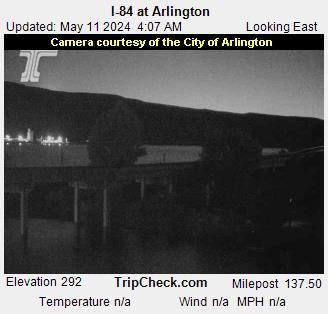 I-84 at Arlington
Updated: May 11 2024 4:07 AM Looking East
Camera courtesy of the City of Arlington
Elevation 292 TripCheck.com Milepost 137.50
Temperature n/a Wind n/a MPH n/a